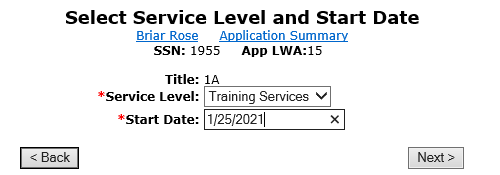 Select Service Level and Start Date
Briar Rose Application Summary
SSN: 1955 App LWA:15
Title: 1A
*Service Level: Training Services
*Start Date: 1/25/2021 ×
< Back Next >